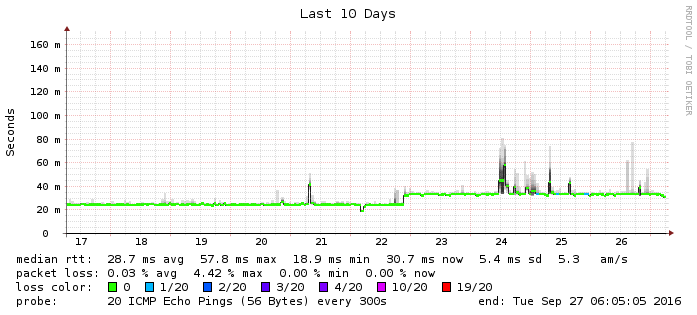 Last 10 Days
RRDTOOL / TOBI OETIKER
Seconds
160 m
140 m
120 m
100 m
80 m
60 m
40 m
20 m
0
17 18 19 20 21 22 23 24 25 26
median rtt: 28.7 ms avg 57.8 ms max 18.9 ms min 30.7 ms now 5.4 ms sd 5.3 am/s
packet loss: 0.03 % avg 4.42 % max 0.00 % min 0.00 % now
loss color: 0 1/20 2/20 3/20 4/20 10/20 19/20
probe: 20 ICMP Echo Pings (56 Bytes) every 300s end: Tue Sep 27 06:05:05 2016